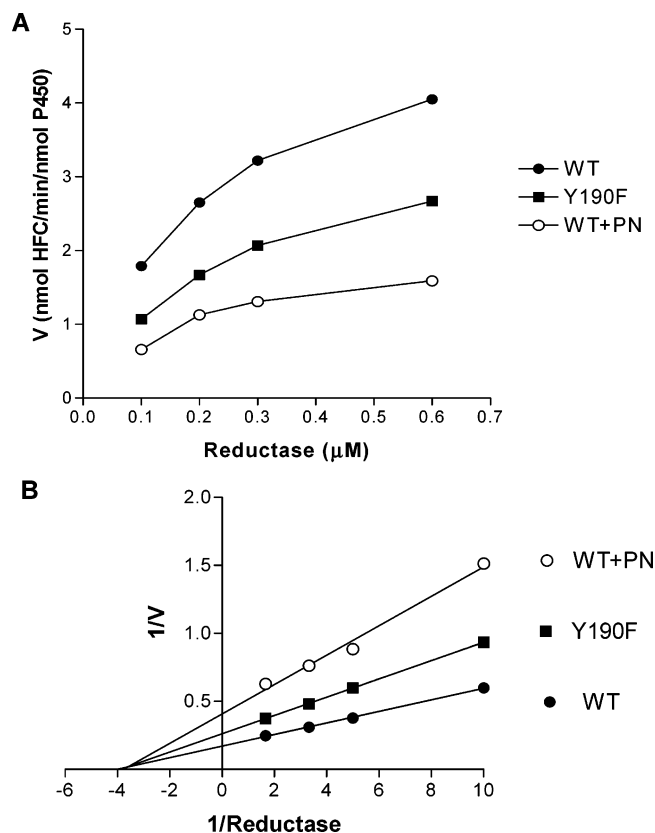 A
5
4
3
2
1
0
V (nmol HFC/min/nmol P450)
0.0 0.1 0.2 0.3 0.4 0.5 0.6 0.7
Reductase (μM)
WT
Y190F
WT+PN
B
2.0
1.5
1.0
0.5
1/V
-6 -4 -2 0 2 4 6 8 10
1/Reductase
WT+PN
Y190F
WT